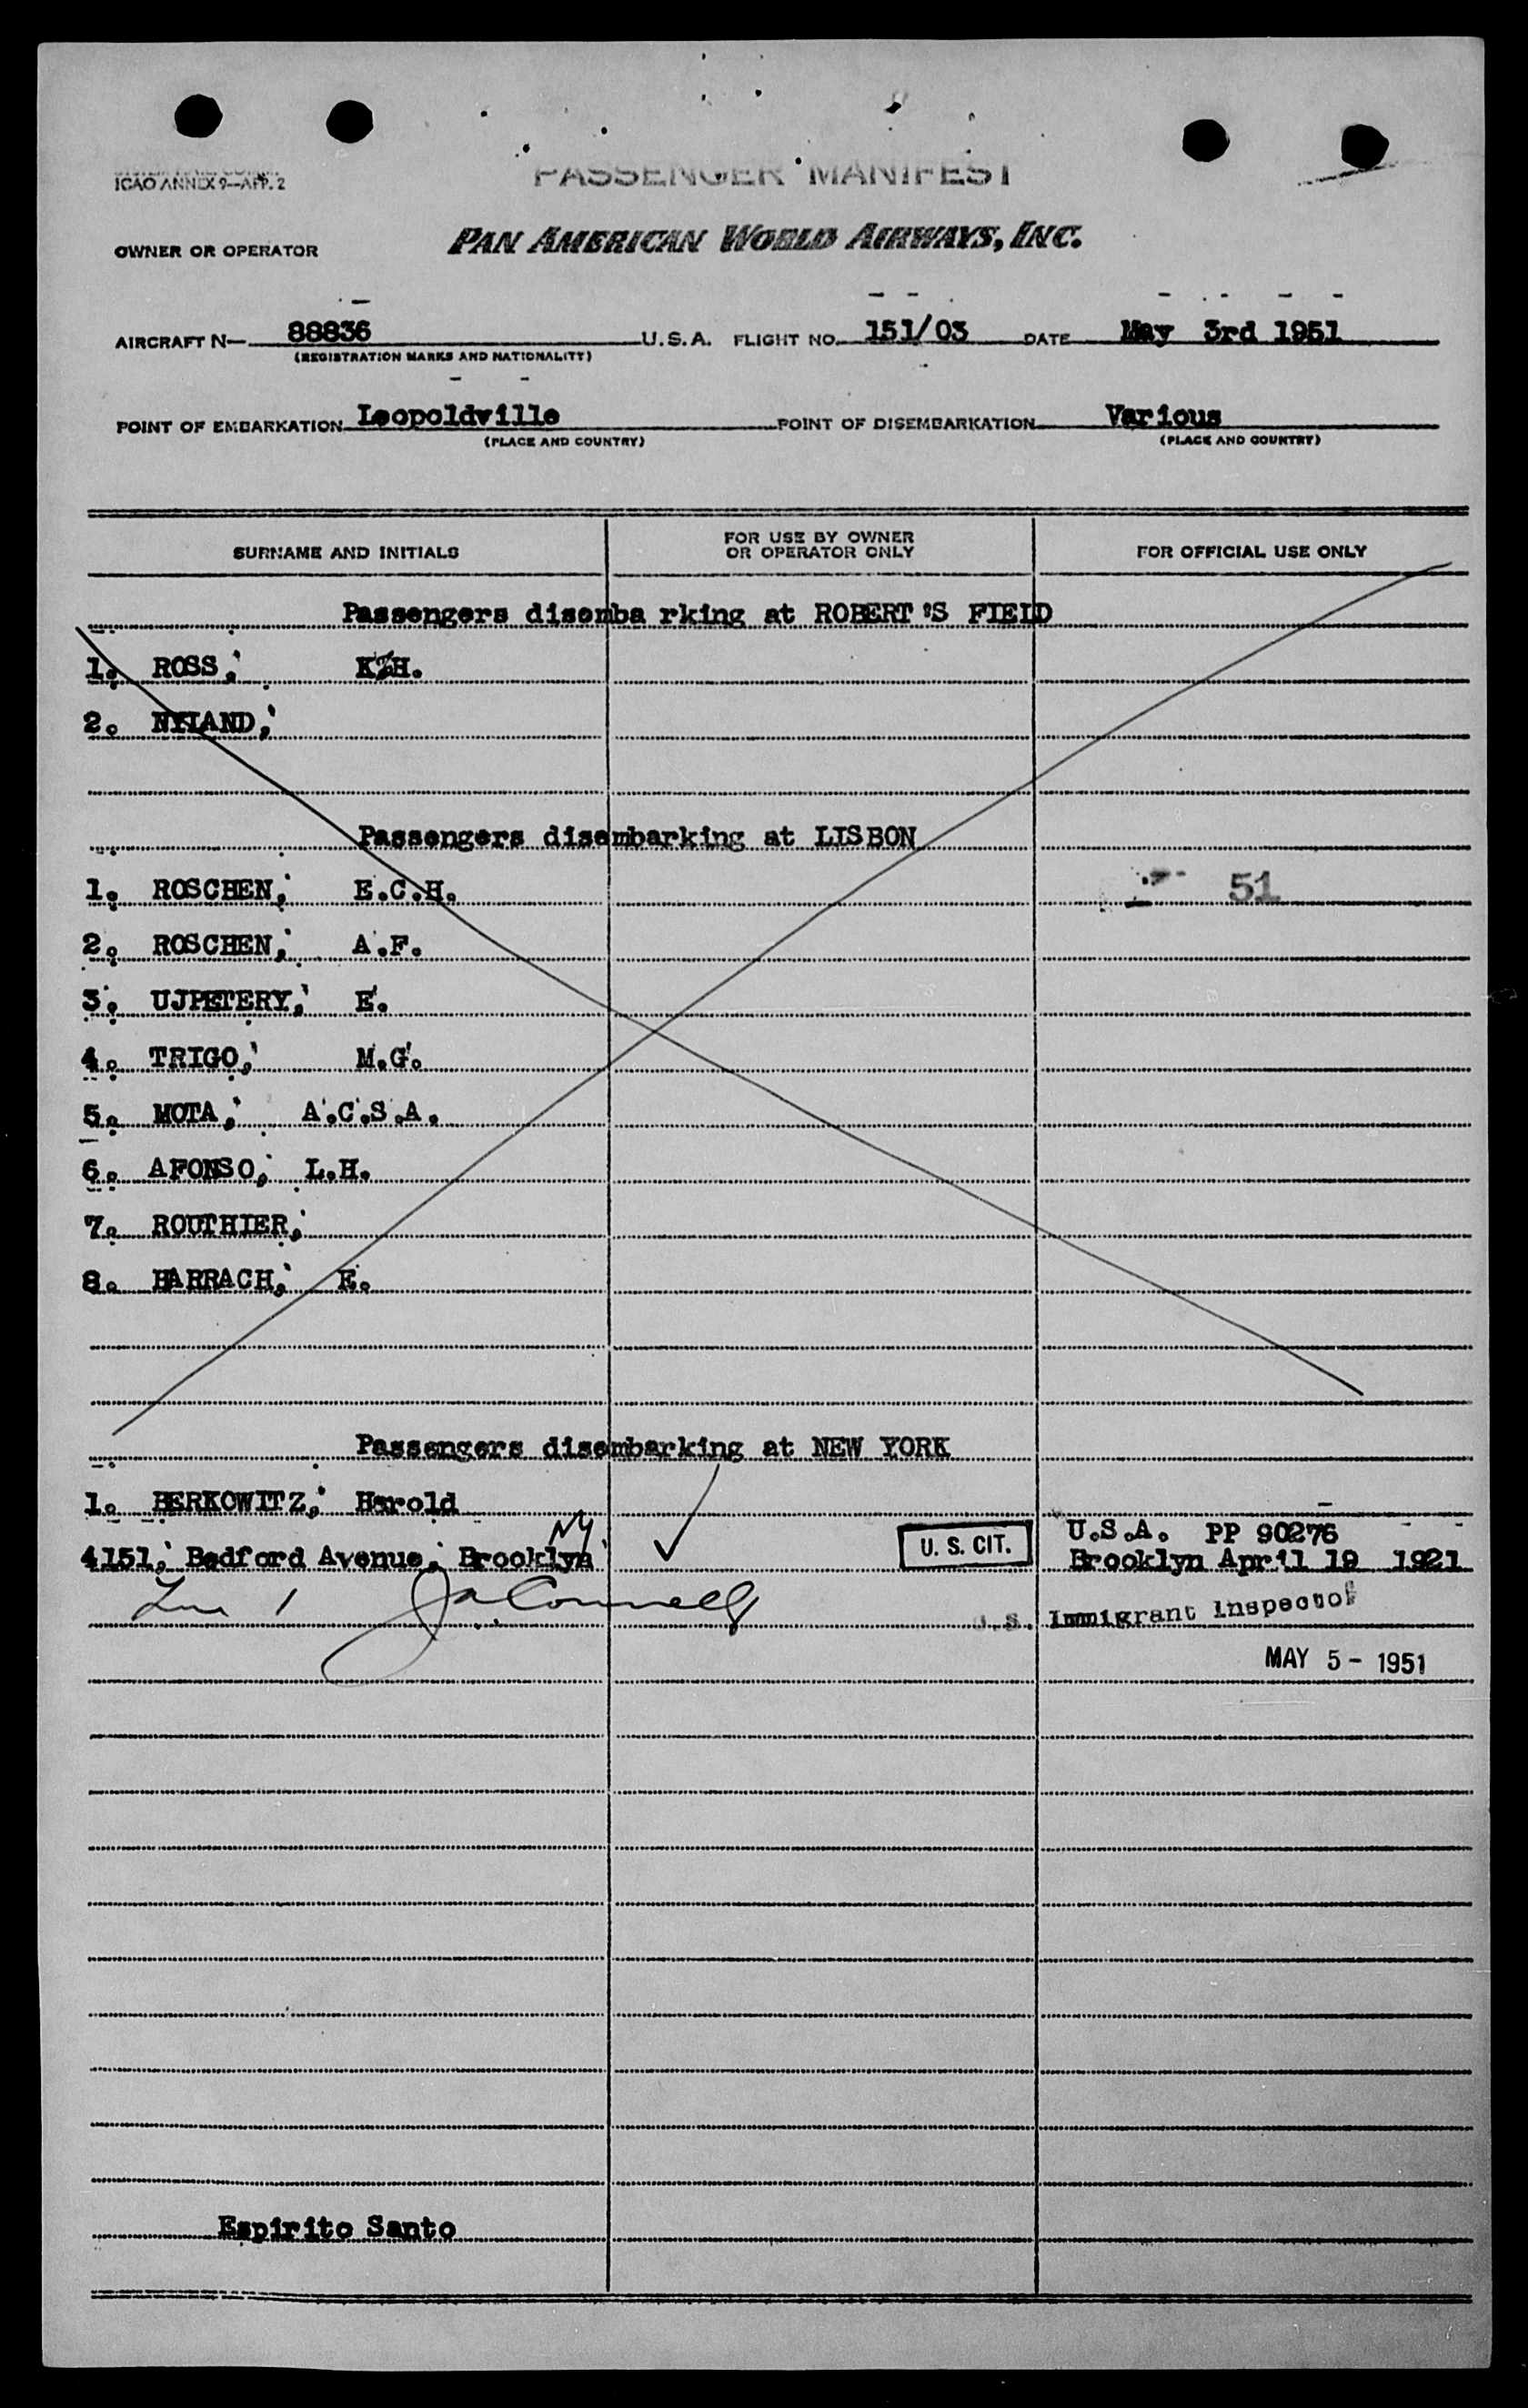 ICAO ANNEX 9—APP. 2
PASSENGER MANIFEST
OWNER OR OPERATOR PAN AMERICAN WORLD AIRWAYS, INC.
AIRCRAFT N— 88836 U.S.A. FLIGHT NO. 151/03 DATE May 3rd 1951
(REGISTRATION MARKS AND NATIONALITY)
POINT OF EMBARKATION Leopoldville POINT OF DISEMBARKATION Various
(PLACE AND COUNTRY) (PLACE AND COUNTRY)
SURNAME AND INITIALS FOR USE BY OWNER OR OPERATOR ONLY FOR OFFICIAL USE ONLY
Passengers disemba rking at ROBERT'S FIELD
1. ROSS, K.H.
2. NYLAND,
Passengers disembarking at LISBON
1. ROSCHEN, E.C.H. 51
2. ROSCHEN, A.F.
3. UJPETERY, E.
4. TRIGO, M.G.
5. MOTA, A.C.S.A.
6. AFONSO, L.H.
7. ROUTHIER,
8. HARRACH, E.
Passengers disembarking at NEW YORK
1. BERKOWITZ, Harold
U.S.A. PP 90276
4151, Bedford Avenue, Brooklyn NY U. S. CIT. Brooklyn April 19 1921
Line 1 U.S. Immigrant Inspector
MAY 5 - 1951
Espirito Santo